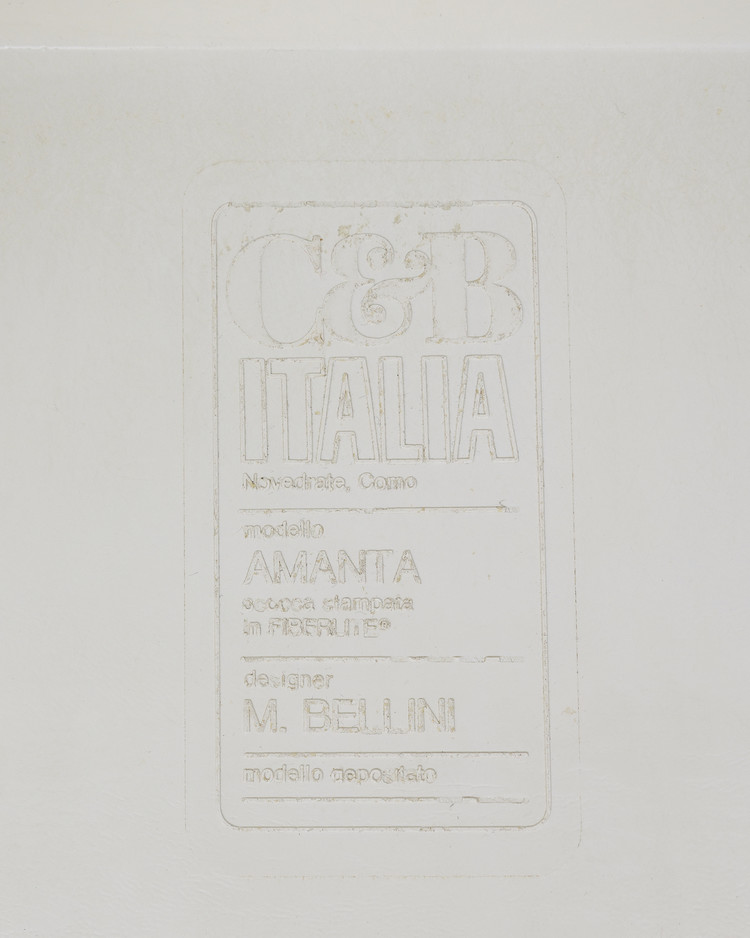 C&B
ITALIA
Novedrate, Como
modello
AMANTA
scocca stampata
in FIBERLITE®
designer
M. BELLINI
modello depositato